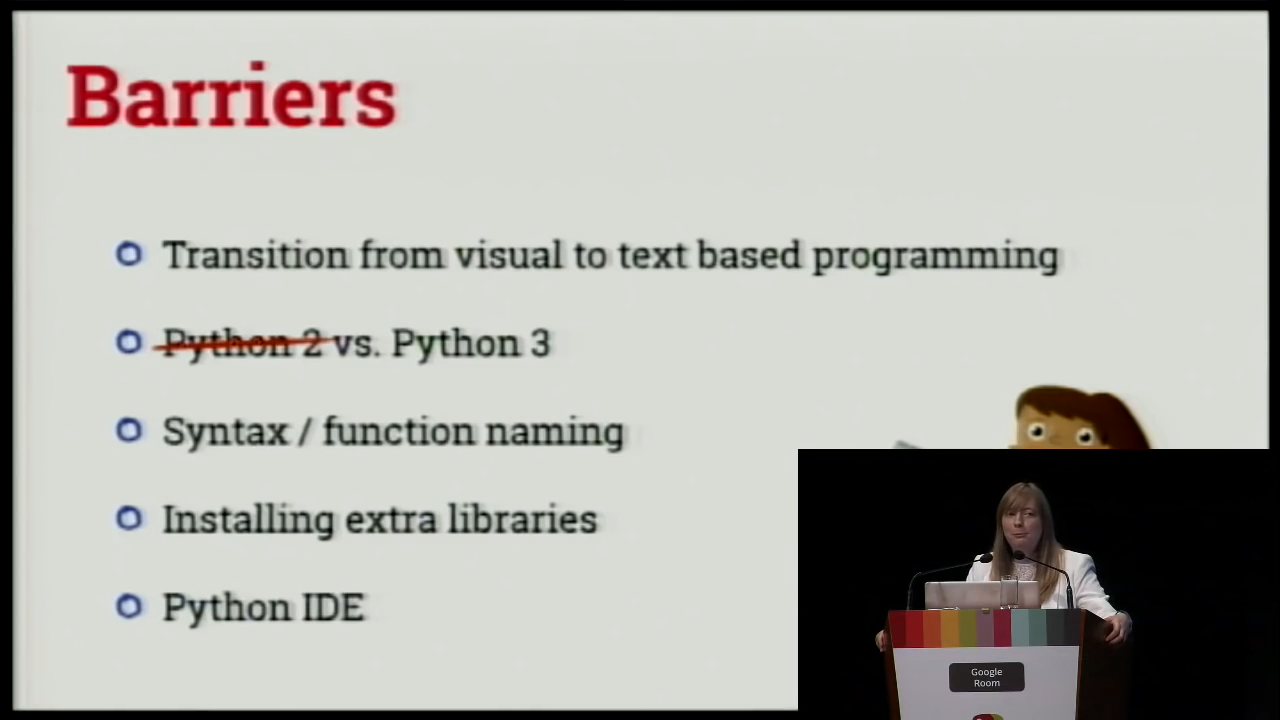 Barriers
Transition from visual to text based programming
Python 2 vs. Python 3
Syntax / function naming
Installing extra libraries
Python IDE
Google
Room